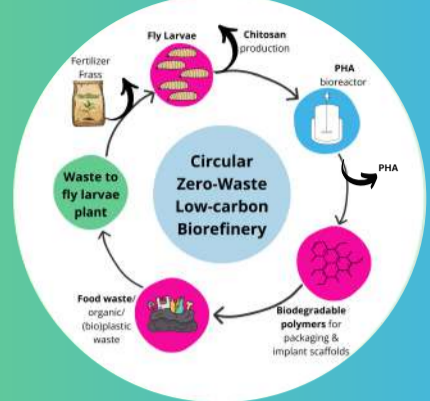 Fly Larvae
Chitosan
production
PHA
bioreactor
PHA
Biodegradable
polymers for
packaging &
implant scaffolds
Food waste/
organic/
(bio)plastic
waste
Waste to
fly larvae
plant
Fertilizer
Frass
Circular
Zero-Waste
Low-carbon
Biorefinery